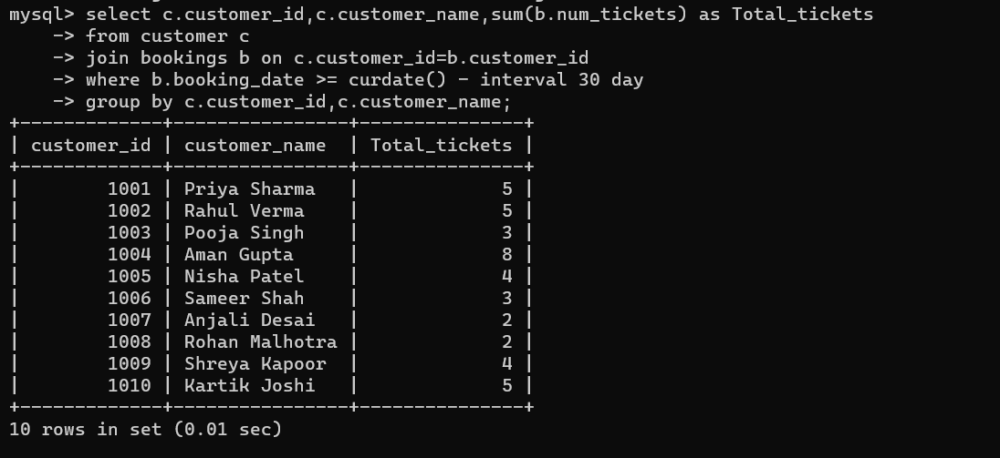 mysql> select c.customer_id,c.customer_name,sum(b.num_tickets) as Total_tickets
    -> from customer c
    -> join bookings b on c.customer_id=b.customer_id
    -> where b.booking_date >= curdate() - interval 30 day
    -> group by c.customer_id,c.customer_name;
+-------------+----------------+---------------+
| customer_id | customer_name  | Total_tickets |
+-------------+----------------+---------------+
|        1001 | Priya Sharma   |             5 |
|        1002 | Rahul Verma    |             5 |
|        1003 | Pooja Singh    |             3 |
|        1004 | Aman Gupta     |             8 |
|        1005 | Nisha Patel    |             4 |
|        1006 | Sameer Shah    |             3 |
|        1007 | Anjali Desai   |             2 |
|        1008 | Rohan Malhotra |             2 |
|        1009 | Shreya Kapoor  |             4 |
|        1010 | Kartik Joshi   |             5 |
+-------------+----------------+---------------+
10 rows in set (0.01 sec)